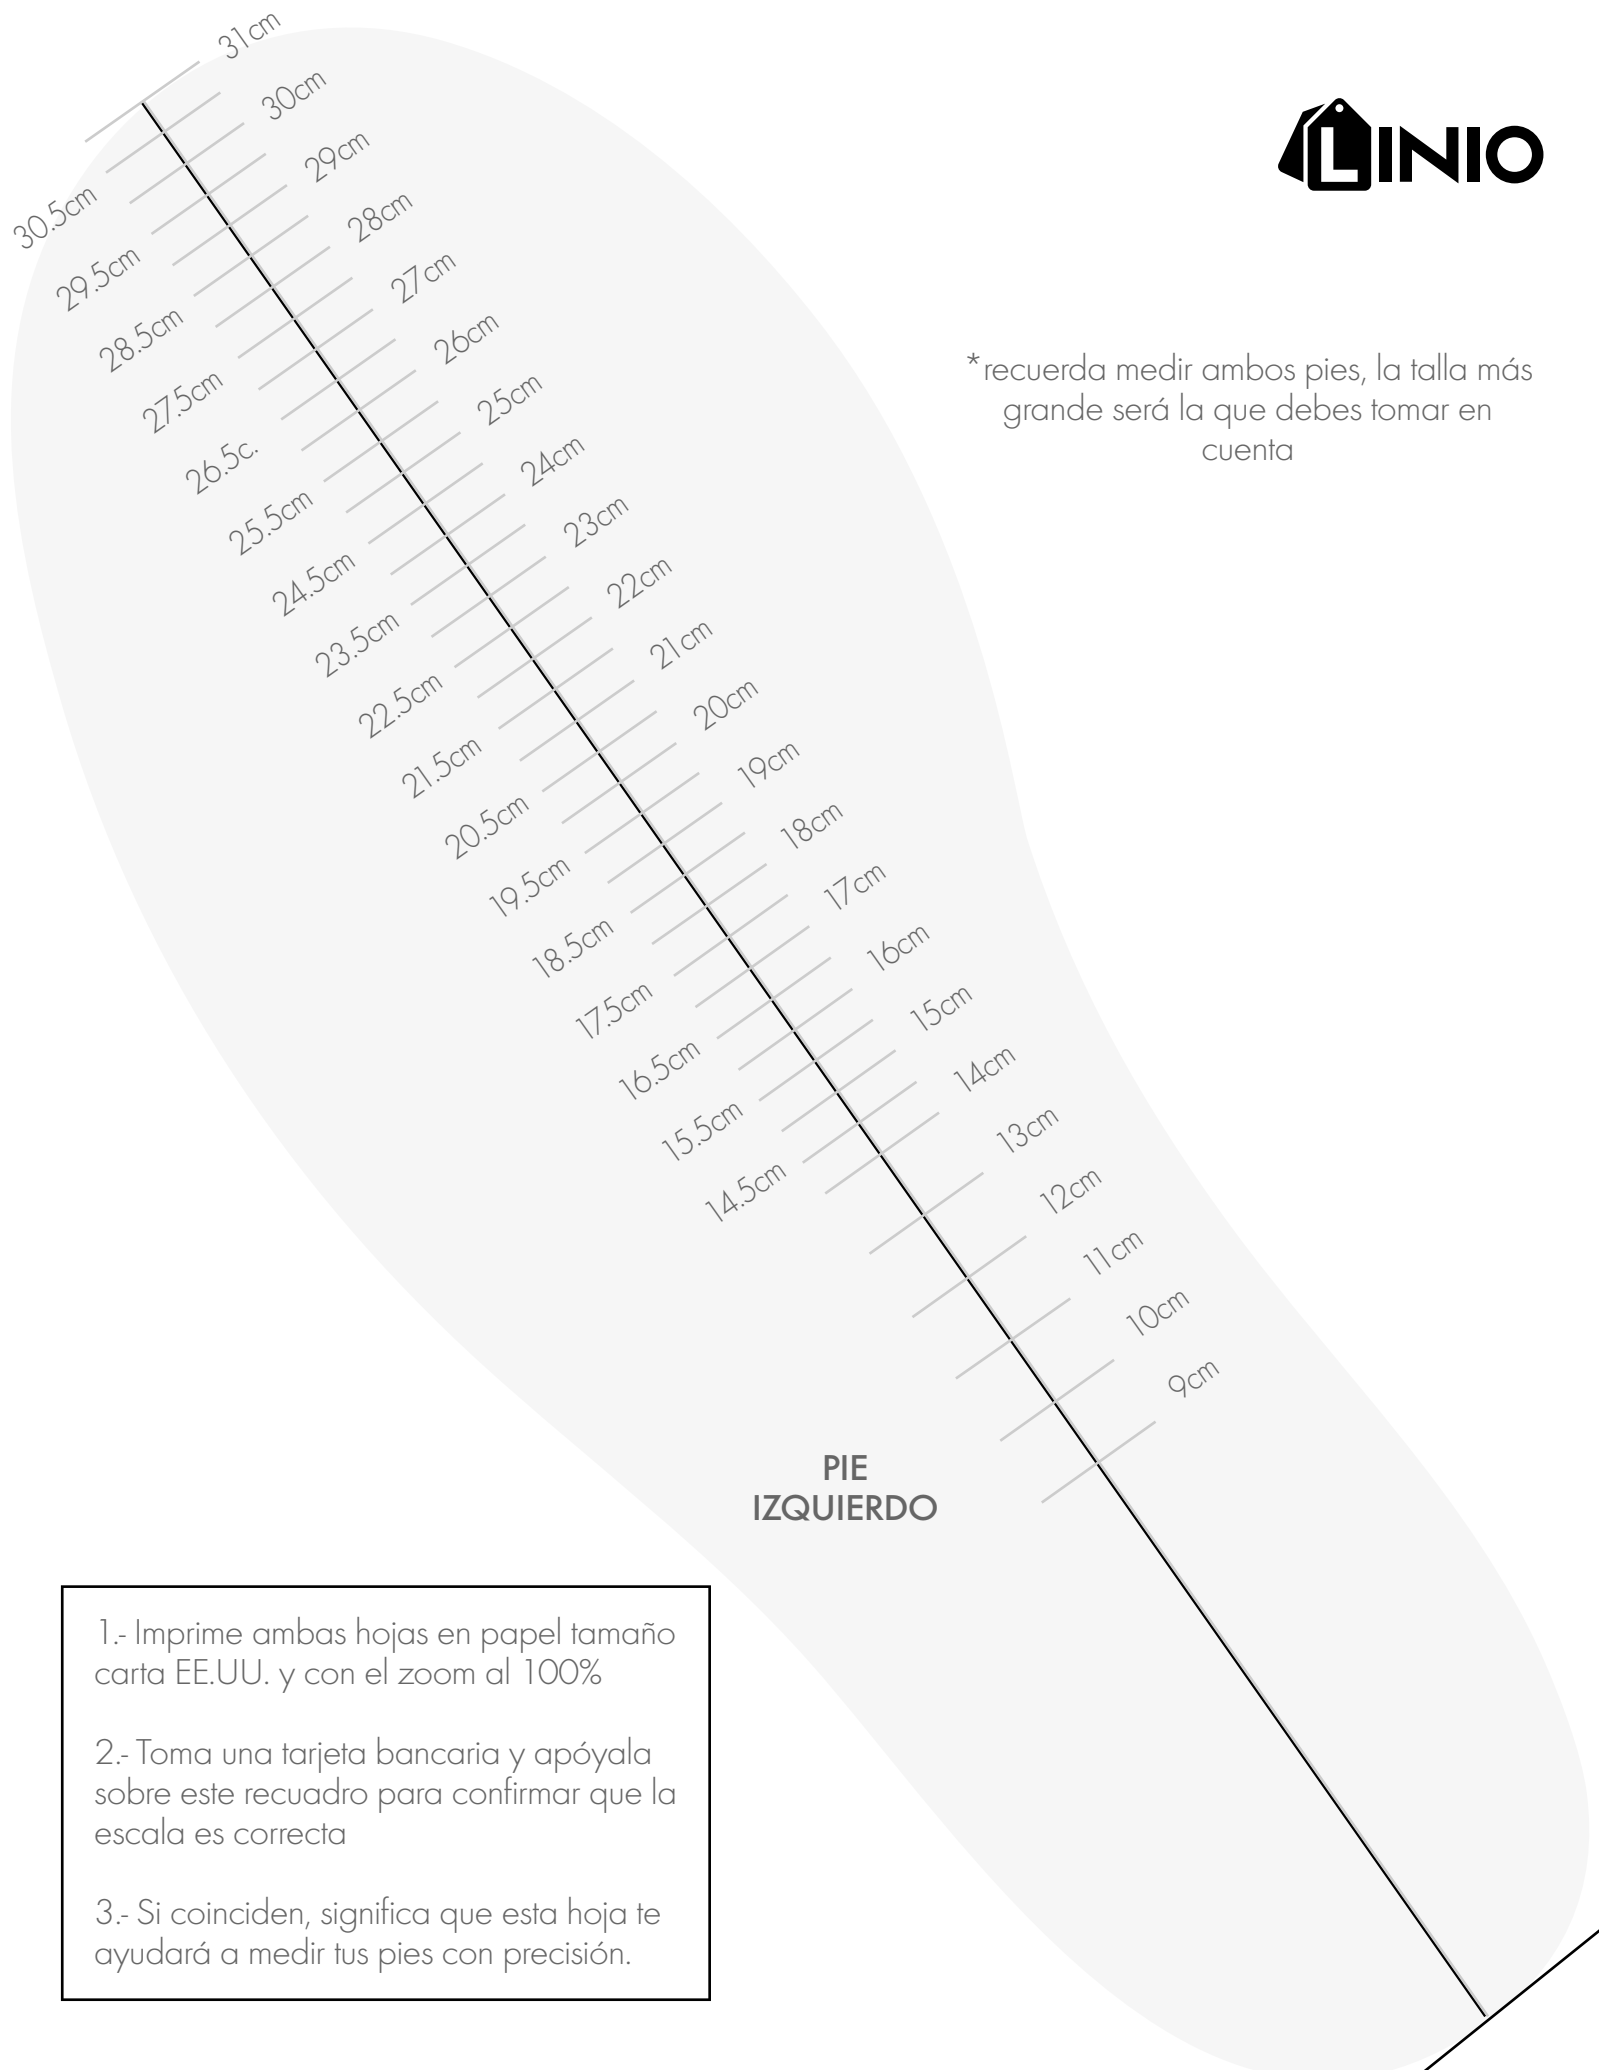 31cm
30cm
29cm
28cm
27cm
26cm
25cm
24cm
23cm
22cm
21cm
20cm
19cm
18cm
17cm
16cm
15cm
14cm
13cm
12cm
11cm
10cm
9cm
30.5cm
29.5cm
28.5cm
27.5cm
26.5c.
25.5cm
24.5cm
23.5cm
22.5cm
21.5cm
20.5cm
19.5cm
18.5cm
17.5cm
16.5cm
15.5cm
14.5cm
LINIO
*recuerda medir ambos pies, la talla más
grande será la que debes tomar en
cuenta
PIE
IZQUIERDO
1.- Imprime ambas hojas en papel tamaño
carta EE.UU. y con el zoom al 100%
2.- Toma una tarjeta bancaria y apóyala
sobre este recuadro para confirmar que la
escala es correcta
3.- Si coinciden, significa que esta hoja te
ayudará a medir tus pies con precisión.